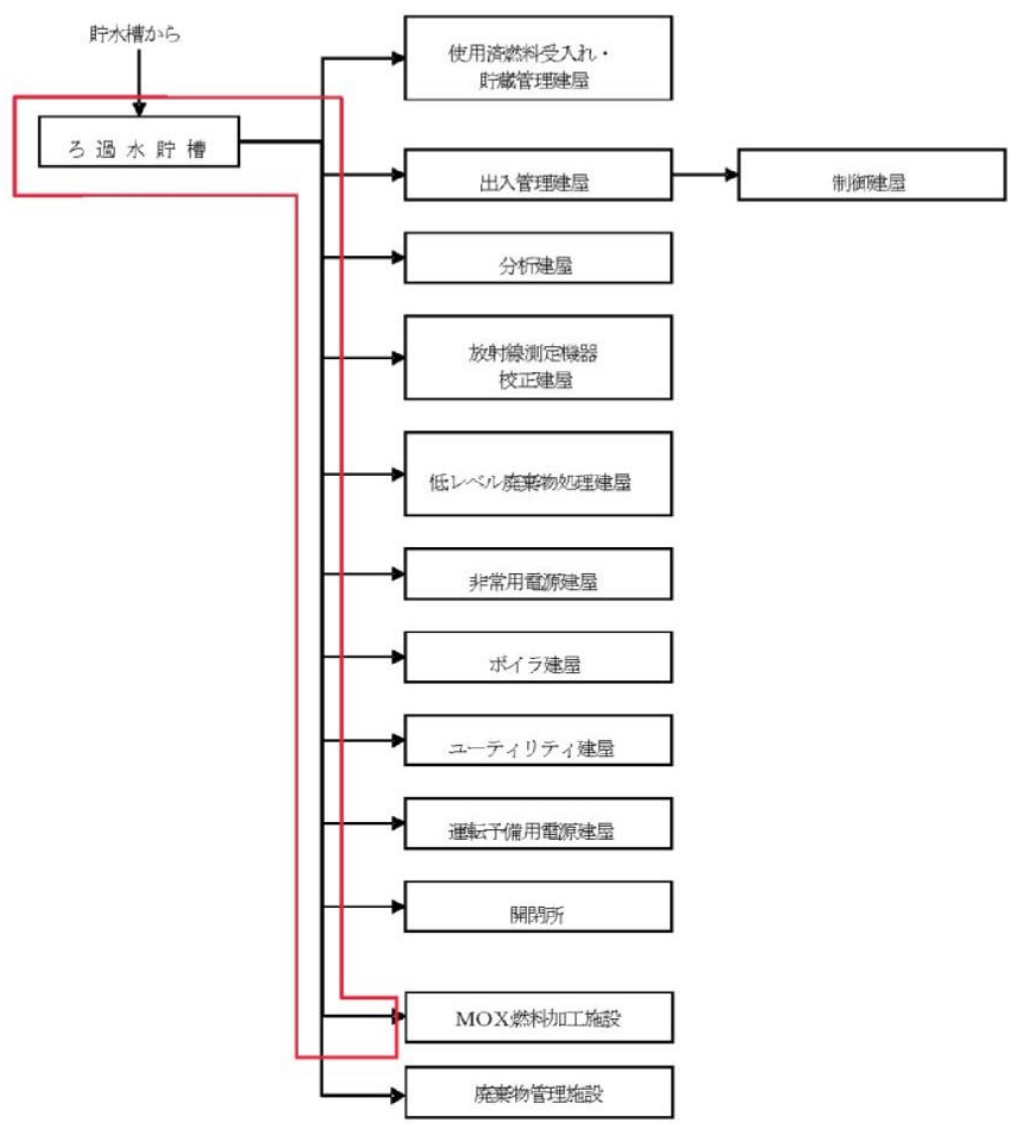 貯水槽から
ろ過水貯槽
使用済燃料受入れ・
貯蔵管理建屋
出入管理建屋
制御建屋
分析建屋
放射線測定機器
校正建屋
低レベル廃棄物処理建屋
非常用電源建屋
ボイラ建屋
ユーティリティ建屋
運転予備用電源建屋
開閉所
MOX燃料加工施設
廃棄物管理施設